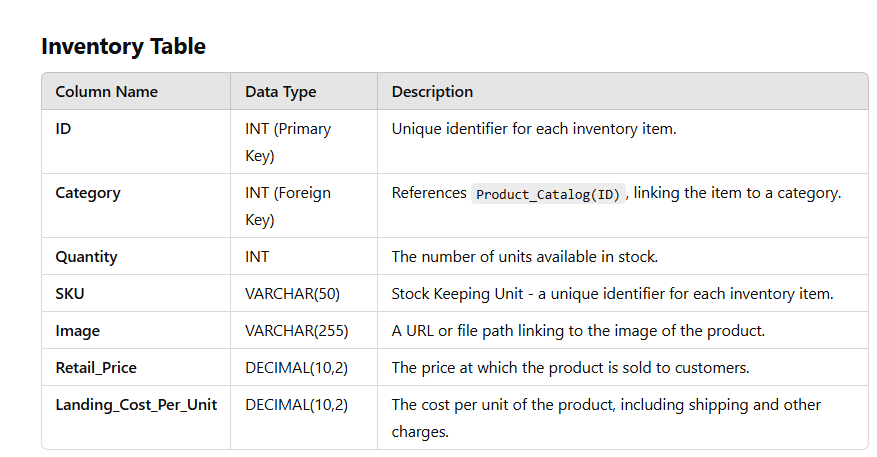 Inventory Table
Column Name Data Type Description
ID INT (Primary Key) Unique identifier for each inventory item.
Category INT (Foreign Key) References Product_Catalog(ID), linking the item to a category.
Quantity INT The number of units available in stock.
SKU VARCHAR(50) Stock Keeping Unit - a unique identifier for each inventory item.
Image VARCHAR(255) A URL or file path linking to the image of the product.
Retail_Price DECIMAL(10,2) The price at which the product is sold to customers.
Landing_Cost_Per_Unit DECIMAL(10,2) The cost per unit of the product, including shipping and other charges.